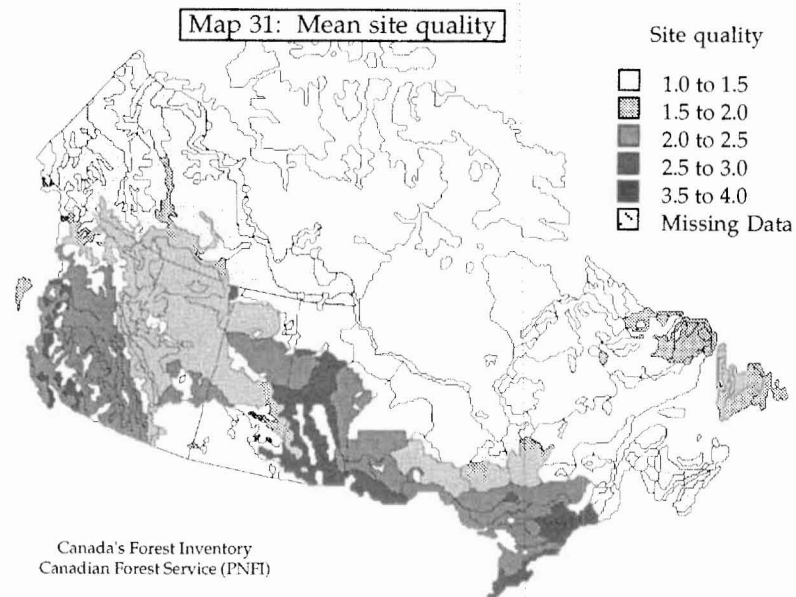 Map 31: Mean site quality
Site quality
1.0 to 1.5
1.5 to 2.0
2.0 to 2.5
2.5 to 3.0
3.5 to 4.0
Missing Data
Canada's Forest Inventory
Canadian Forest Service (PNFI)